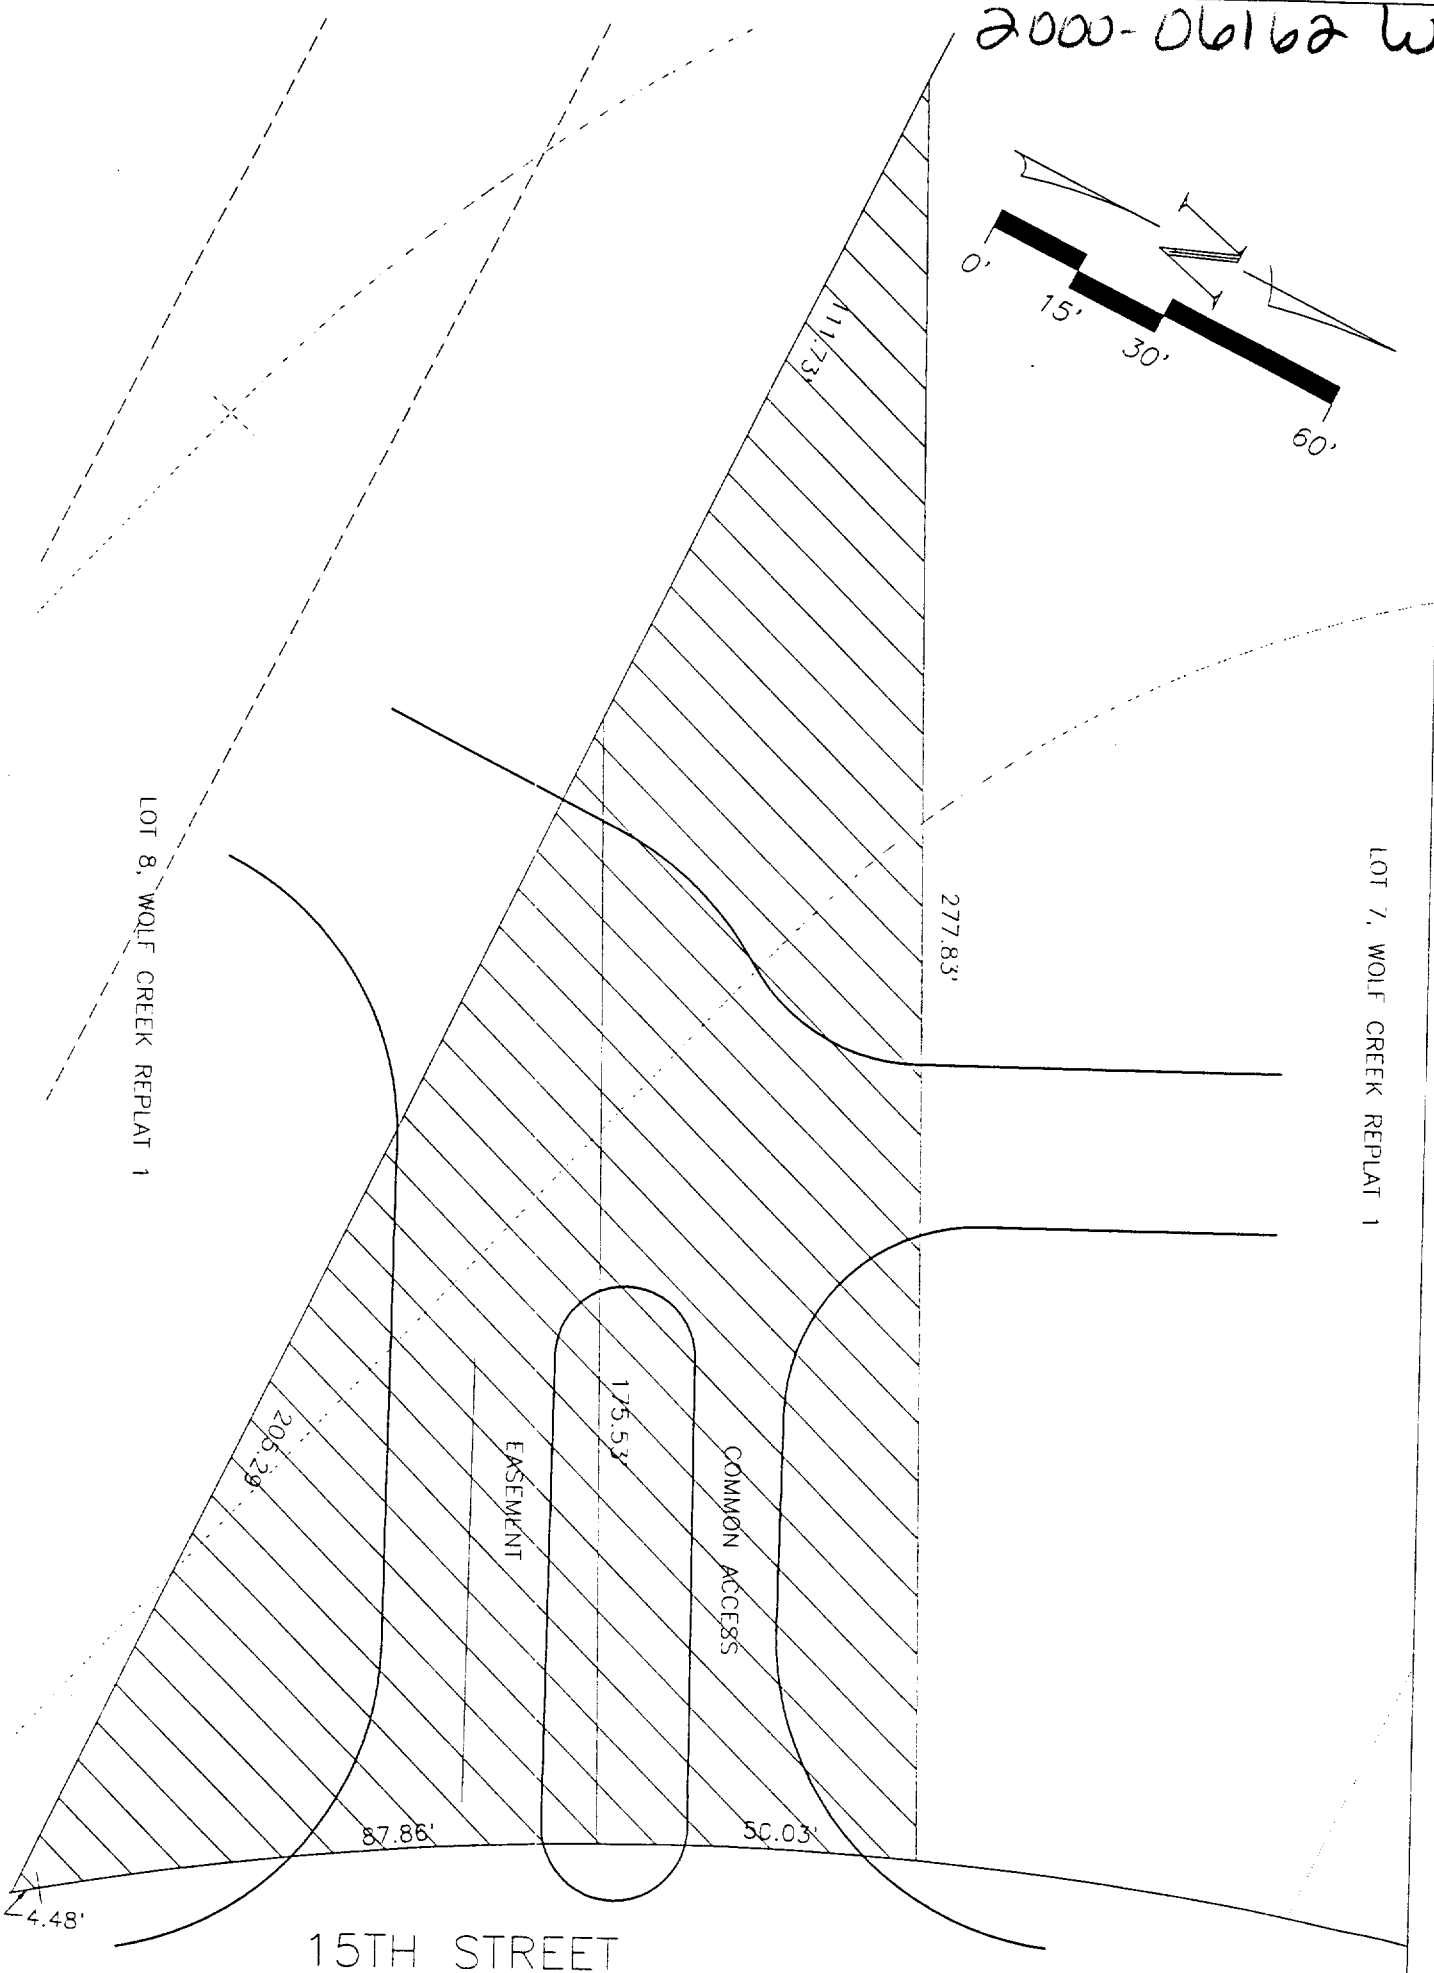 2000-06162 W
N
0'
15'
30'
60'
111.73'
277.83'
LOT 7, WOLF CREEK REPLAT 1
LOT 8, WOLF CREEK REPLAT 1
175.53'
COMMON ACCESS
EASEMENT
205.29
87.86'
50.03'
4.48'
15TH STREET